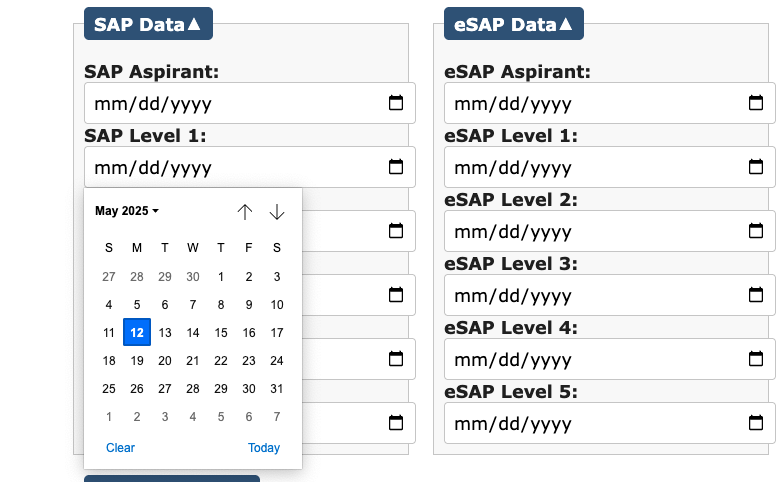 SAP Data▲
SAP Aspirant:
mm/dd/yyyy
SAP Level 1:
mm/dd/yyyy
May 2025
S M T W T F S
27 28 29 30 1 2 3
4 5 6 7 8 9 10
11 12 13 14 15 16 17
18 19 20 21 22 23 24
25 26 27 28 29 30 31
1 2 3 4 5 6 7
Clear Today
eSAP Data▲
eSAP Aspirant:
mm/dd/yyyy
eSAP Level 1:
mm/dd/yyyy
eSAP Level 2:
mm/dd/yyyy
eSAP Level 3:
mm/dd/yyyy
eSAP Level 4:
mm/dd/yyyy
eSAP Level 5:
mm/dd/yyyy